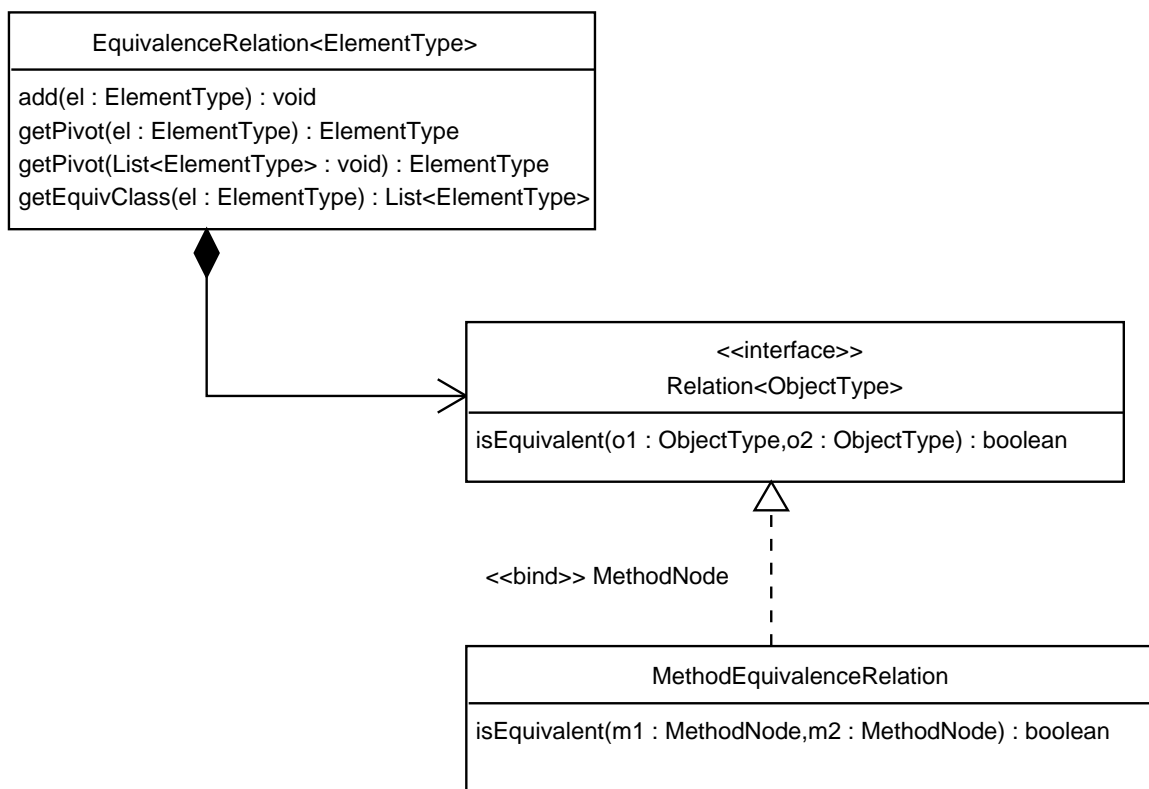 EquivalenceRelation<ElementType>
add(el : ElementType) : void
getPivot(el : ElementType) : ElementType
getPivot(List<ElementType> : void) : ElementType
getEquivClass(el : ElementType) : List<ElementType>
<<interface>>
Relation<ObjectType>
isEquivalent(o1 : ObjectType,o2 : ObjectType) : boolean
<<bind>> MethodNode
MethodEquivalenceRelation
isEquivalent(m1 : MethodNode,m2 : MethodNode) : boolean